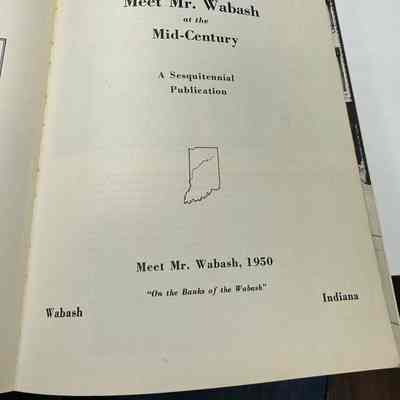 Meet Mr. Wabash
at the
Mid-Century
A Sesquitennial
Publication
Meet Mr. Wabash, 1950
"On the Banks of the Wabash"
Wabash
Indiana